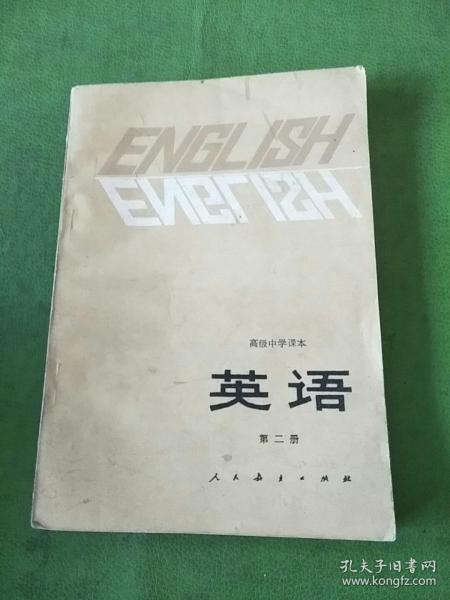 ENGLISH
ENGLISH
高级中学课本
英语
第二册
人民教育出版社
孔夫子旧书网
www.kongfz.com